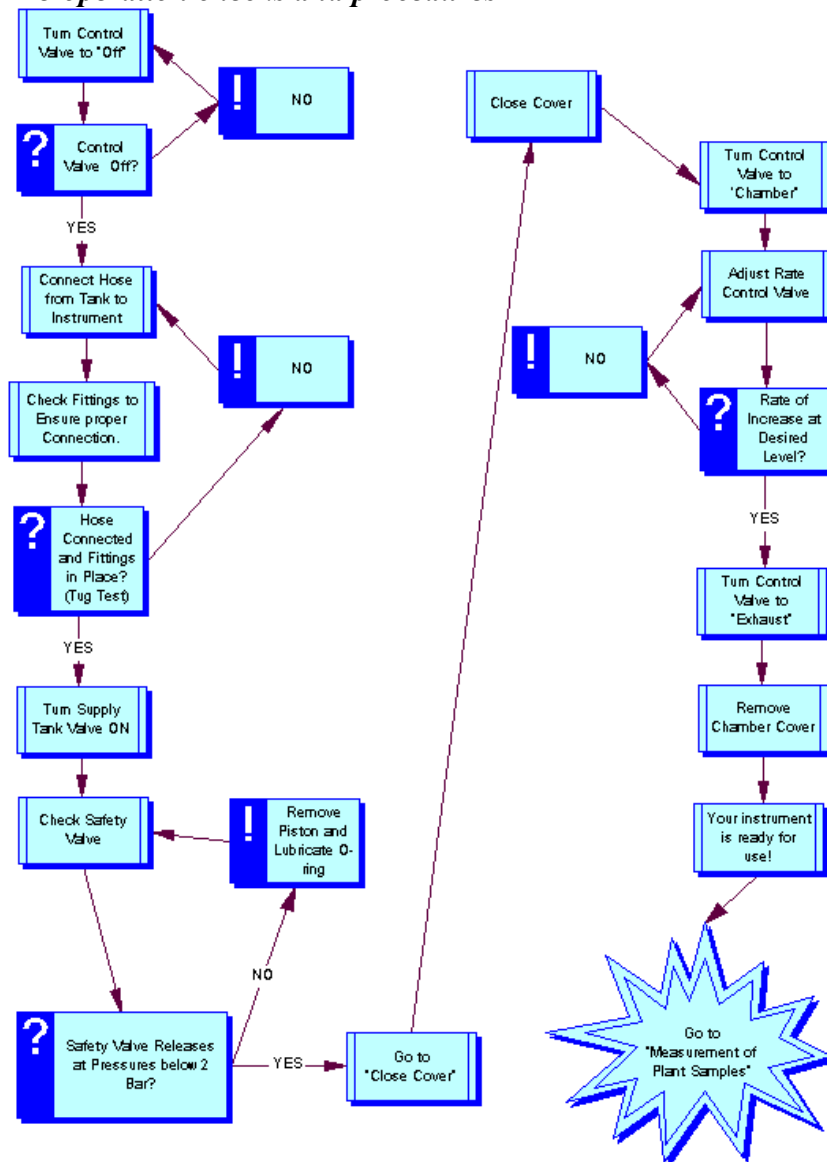 Turn Control
Valve to "Off"
!
NO
?
Control
Valve Off?
YES
Connect Hose
from Tank to
Instrument
!
NO
Check Fittings to
Ensure proper
Connection.
?
Hose
Connected
and Fittings
in Place?
(Tug Test)
YES
Turn Supply
Tank Valve ON
Check Safety
Valve
!
Remove
Piston and
Lubricate O-
ring
NO
?
Safety Valve Releases
at Pressures below 2
Bar?
YES
Go to
"Close Cover"
Close Cover
Turn Control
Valve to
"Chamber"
Adjust Rate
Control Valve
!
NO
?
Rate of
Increase at
Desired
Level?
YES
Turn Control
Valve to
"Exhaust"
Remove
Chamber Cover
Your instrument
is ready for
use!
Go to
"Measurement of
Plant Samples"